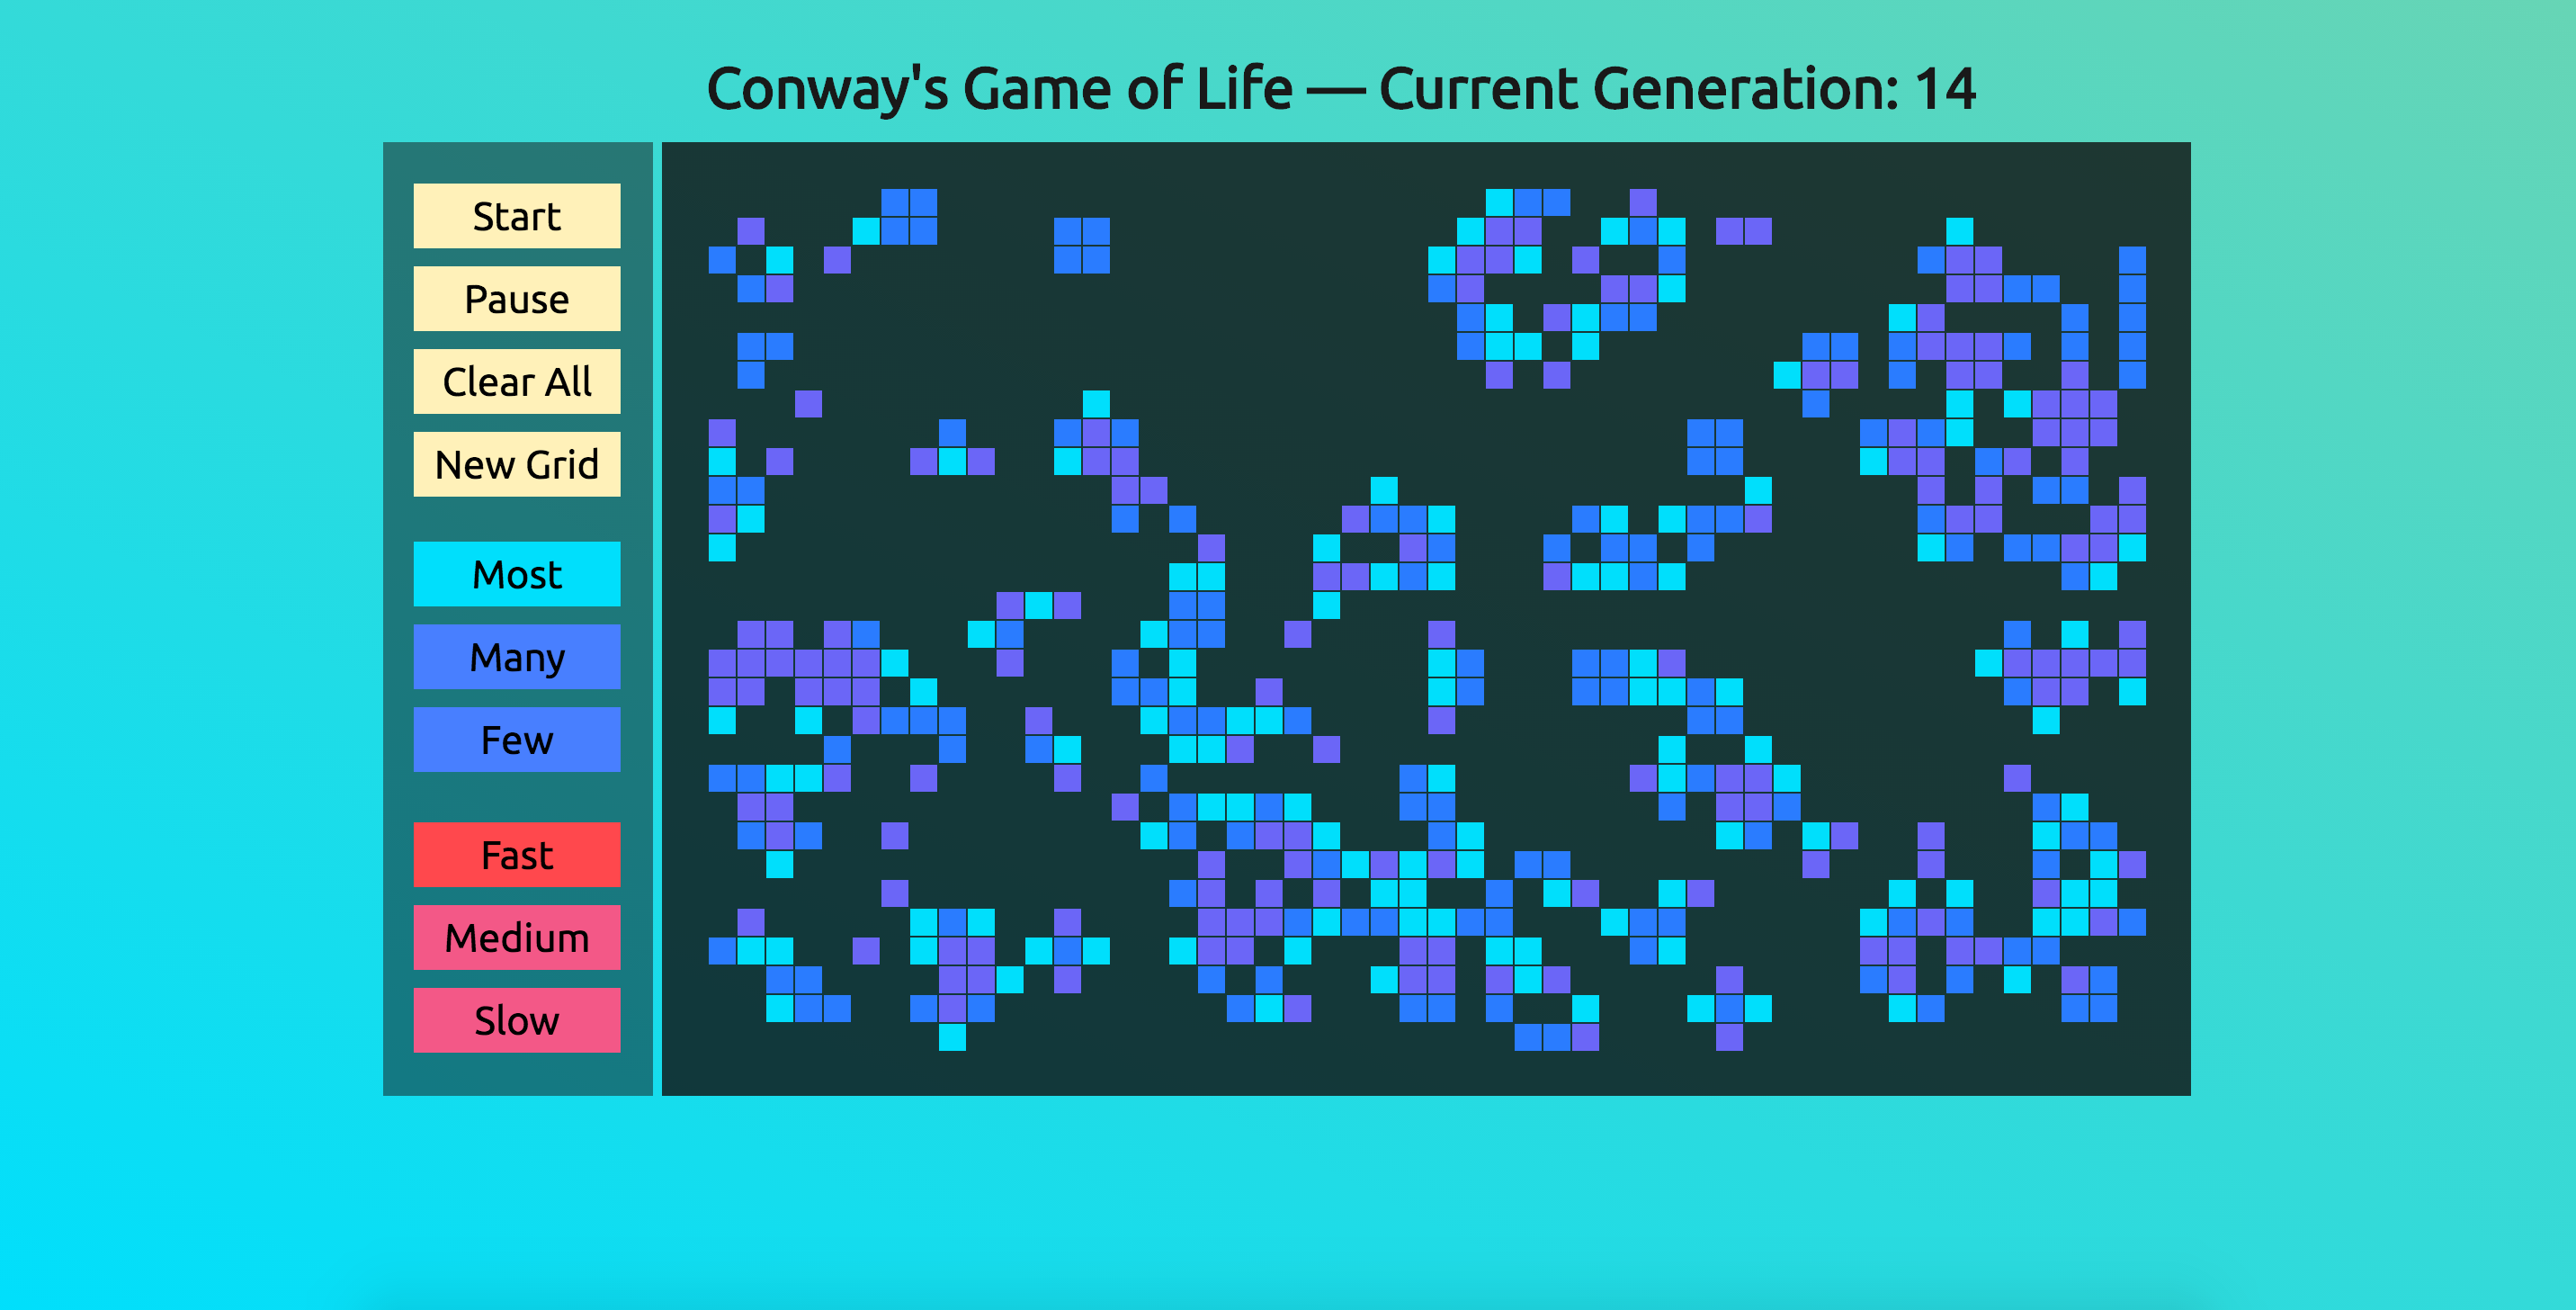 Conway's Game of Life — Current Generation: 14
Start
Pause
Clear All
New Grid
Most
Many
Few
Fast
Medium
Slow